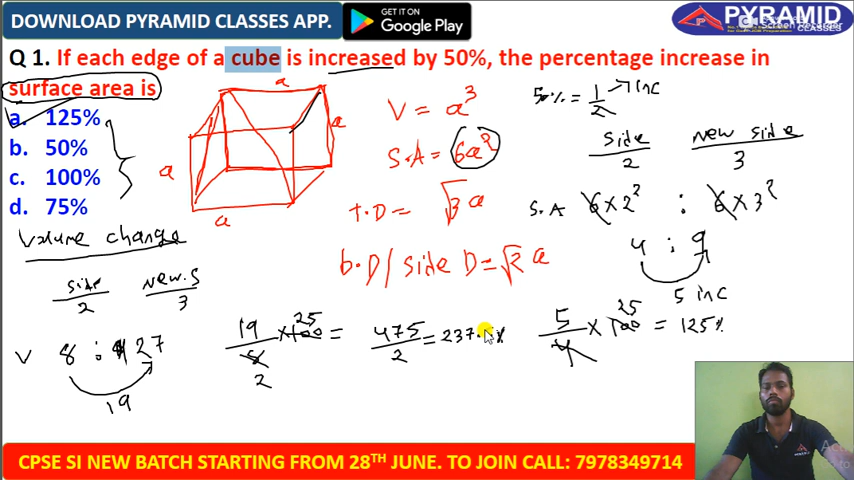 DOWNLOAD PYRAMID CLASSES APP.
GET IT ON
Google Play
PYRAMID
CLASSES
Q 1. If each edge of a cube is increased by 50%, the percentage increase in
surface area is
a. 125%
b. 50%
c. 100%
d. 75%
a
a
a
a
V = a³
S.A = 6a²
T.D = √3 a
b.D/ side D = √2 a
50% = 1/2 → inc
side
2
new side
3
S.A 6×2² : 6×3²
4 : 9
5 inc
5/4 × 100 25 = 125%
Volume change
side
2
New.S
3
V 8 : 27
19
19/8 × 100 25 = 475/2 = 237.5%
2
CPSE SI NEW BATCH STARTING FROM 28TH JUNE. TO JOIN CALL: 7978349714